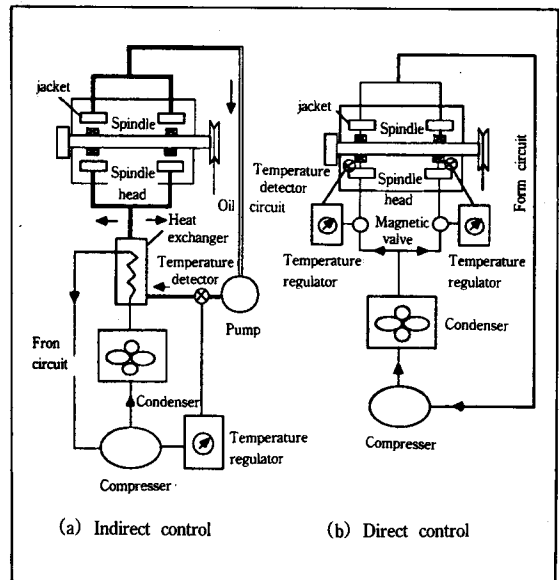 jacket
Spindle
Spindle
head
Oil
circuit
Heat
exchanger
Temperature
detector
Pump
Fron
circuit
Condenser
Temperature
regulator
Compresser
(a) Indirect control
jacket
Spindle
Temperature
detector
Spindle
head
Magnetic
valve
Temperature
regulator
Temperature
regulator
Form circuit
Condenser
Compresser
(b) Direct control